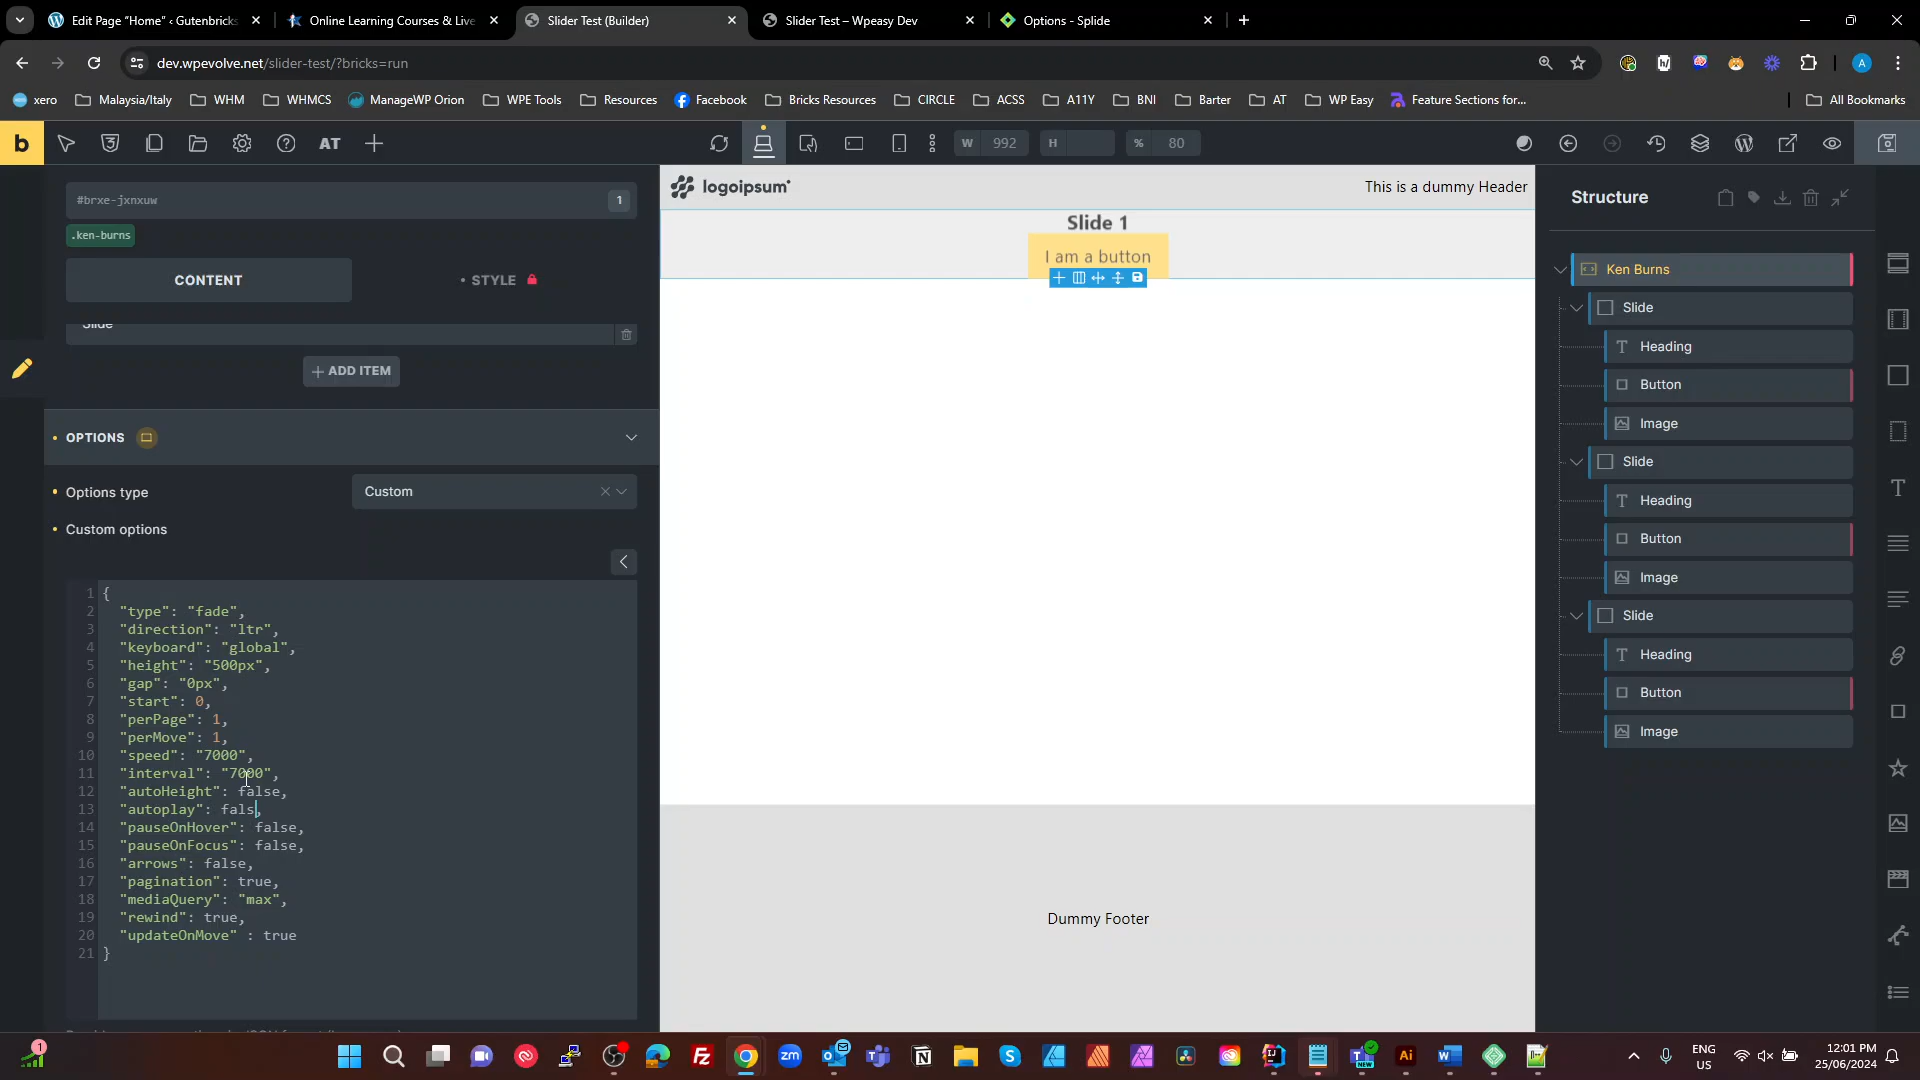 Edit Page “Home” ‹ Gutenbricks
Online Learning Courses & Live
Slider Test (Builder)
Slider Test – Wpeasy Dev
Options - Splide
dev.wpevolve.net/slider-test/?bricks=run
xero
Malaysia/Italy
WHM
WHMCS
ManageWP Orion
WPE Tools
Resources
Facebook
Bricks Resources
CIRCLE
ACSS
A11Y
BNI
Barter
AT
WP Easy
Feature Sections for...
All Bookmarks
b
AT
W 992
H
% 80
#brxe-jxnxuw
1
.ken-burns
CONTENT
STYLE
Slide
ADD ITEM
OPTIONS
Options type
Custom
Custom options
1 {
2 "type": "fade",
3 "direction": "ltr",
4 "keyboard": "global",
5 "height": "500px",
6 "gap": "0px",
7 "start": 0,
8 "perPage": 1,
9 "perMove": 1,
10 "speed": "7000",
11 "interval": "7000",
12 "autoHeight": false,
13 "autoplay": fals,
14 "pauseOnHover": false,
15 "pauseOnFocus": false,
16 "arrows": false,
17 "pagination": true,
18 "mediaQuery": "max",
19 "rewind": true,
20 "updateOnMove" : true
21 }
logoipsum
This is a dummy Header
Slide 1
I am a button
Dummy Footer
Structure
Ken Burns
Slide
Heading
Button
Image
Slide
Heading
Button
Image
Slide
Heading
Button
Image
ENG
US
12:01 PM
25/06/2024